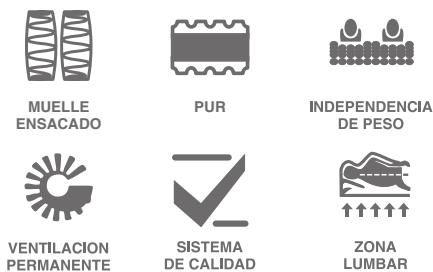 MUELLE
ENSACADO
PUR
INDEPENDENCIA
DE PESO
VENTILACION
PERMANENTE
SISTEMA
DE CALIDAD
ZONA
LUMBAR